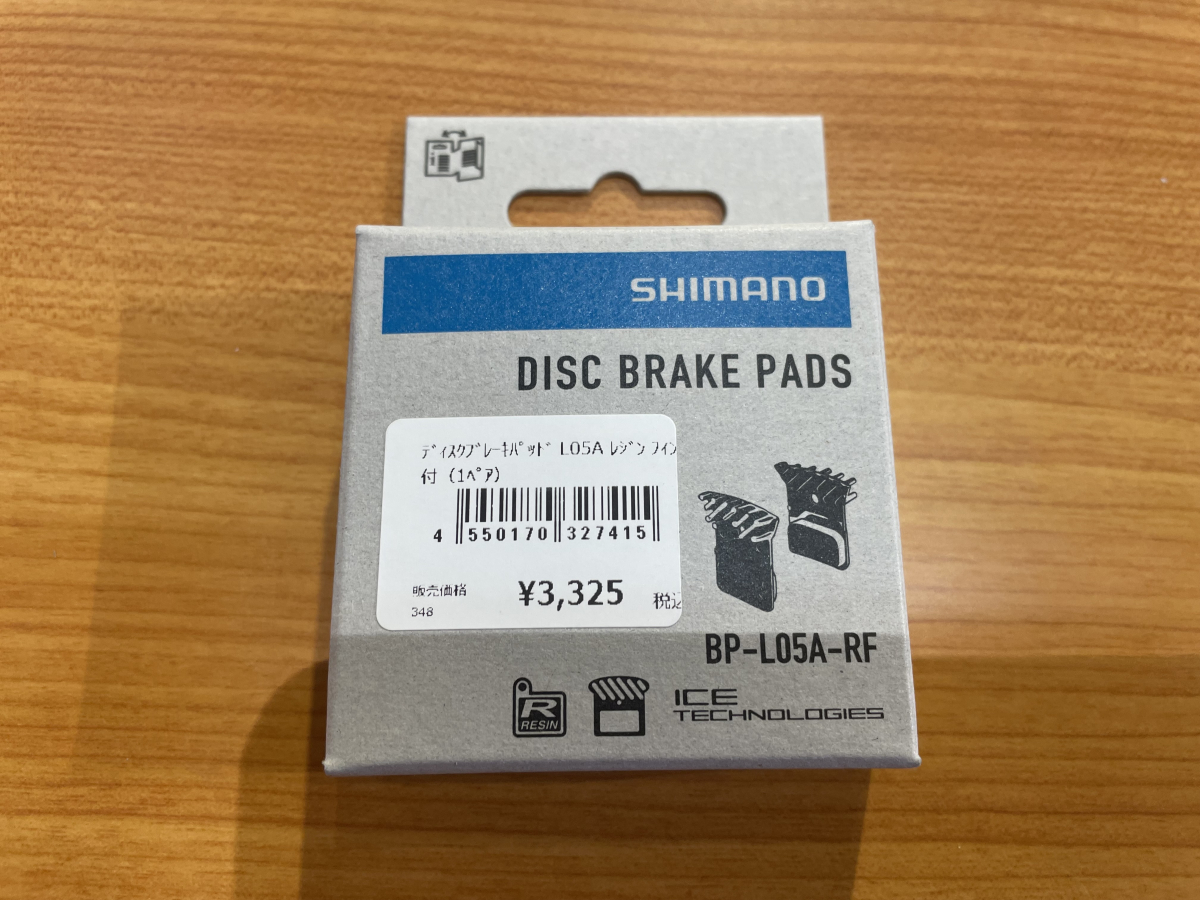 SHIMANO
DISC BRAKE PADS
ﾃﾞｨｽｸﾌﾞﾚｰｷﾊﾟｯﾄﾞ L05A ﾚｼﾞﾝ ﾌｨﾝ
付 (1ﾍﾟｱ)
4 550170 327415
販売価格 ¥3,325 税込
348
BP-L05A-RF
R
RESIN
ICE
TECHNOLOGIES